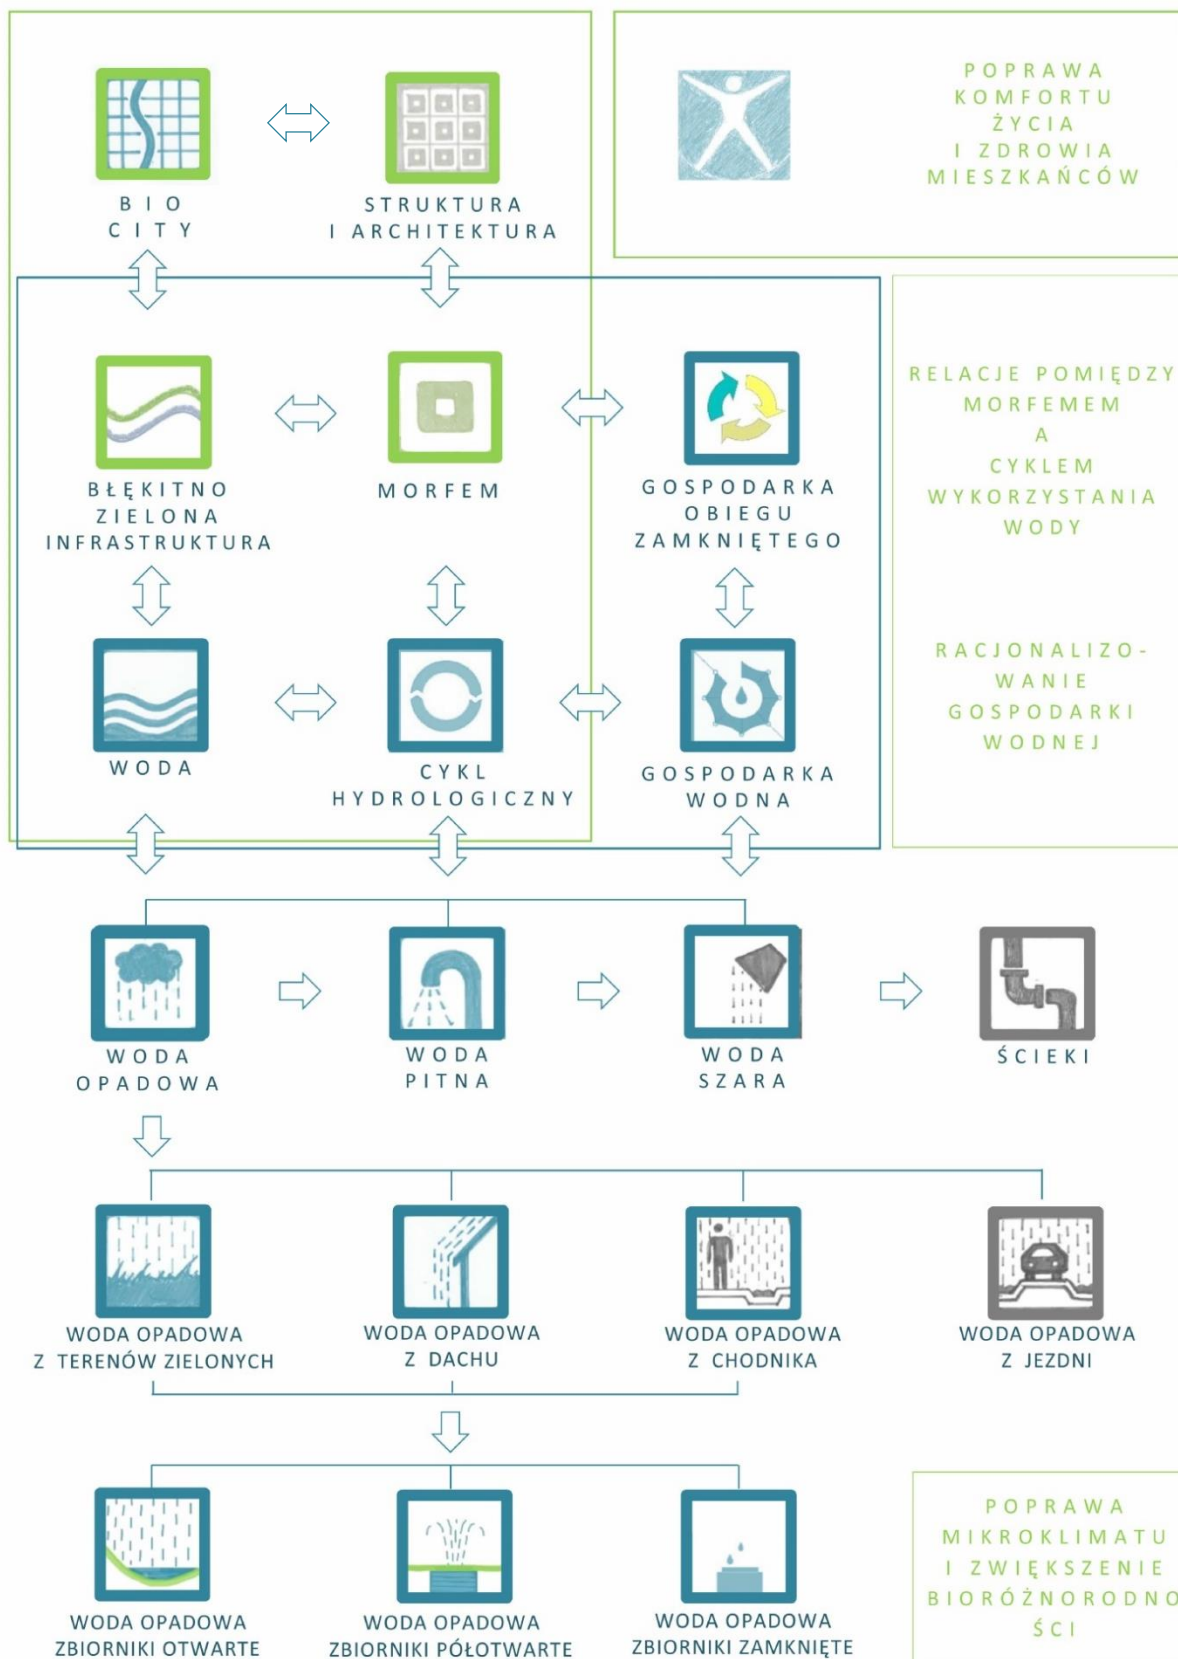 BIO
CITY
STRUKTURA
I ARCHITEKTURA
POPRAWA
KOMFORTU
ŻYCIA
I ZDROWIA
MIESZKAŃCÓW
BŁĘKITNO
ZIELONA
INFRASTRUKTURA
MORFEM
GOSPODARKA
OBIEGU
ZAMKNIĘTEGO
RELACJE POMIĘDZY
MORFEMEM
A
CYKLEM
WYKORZYSTANIA
WODY
WODA
CYKL
HYDROLOGICZNY
GOSPODARKA
WODNA
RACJONALIZO-
WANIE
GOSPODARKI
WODNEJ
WODA
OPADOWA
WODA
PITNA
WODA
SZARA
ŚCIEKI
WODA OPADOWA
Z TERENÓW ZIELONYCH
WODA OPADOWA
Z DACHU
WODA OPADOWA
Z CHODNIKA
WODA OPADOWA
Z JEZDNI
WODA OPADOWA
ZBIORNIKI OTWARTE
WODA OPADOWA
ZBIORNIKI PÓŁOTWARTE
WODA OPADOWA
ZBIORNIKI ZAMKNIĘTE
POPRAWA
MIKROKLIMATU
I ZWIĘKSZENIE
BIORÓŻNORODNO
ŚCI